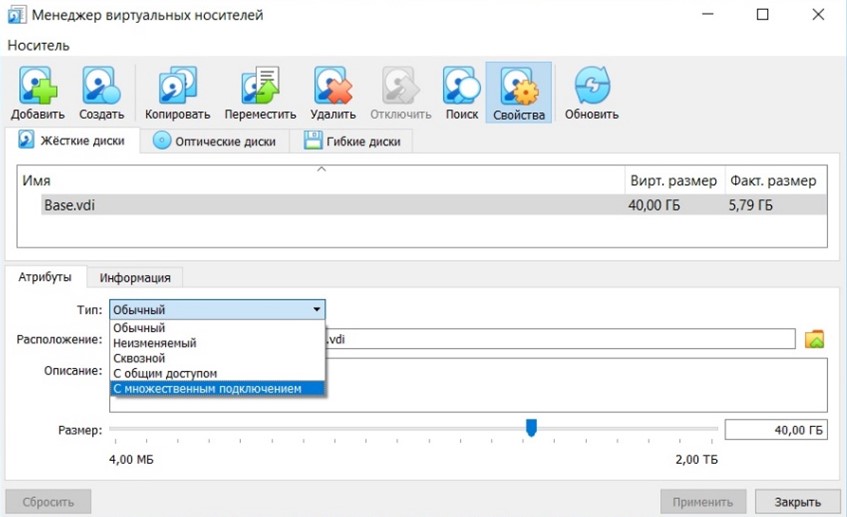 Менеджер виртуальных носителей
Носитель
Добавить Создать Копировать Переместить Удалить Отключить Поиск Свойства Обновить
Жёсткие диски Оптические диски Гибкие диски
Имя Вирт. размер Факт. размер
Base.vdi 40,00 ГБ 5,79 ГБ
Атрибуты Информация
Тип: Обычный
Обычный
Неизменяемый
Расположение: .vdi
Сквозной
Описание: С общим доступом
С множественным подключением
Размер: 40,00 ГБ
4,00 МБ 2,00 ТБ
Сбросить Применить Закрыть